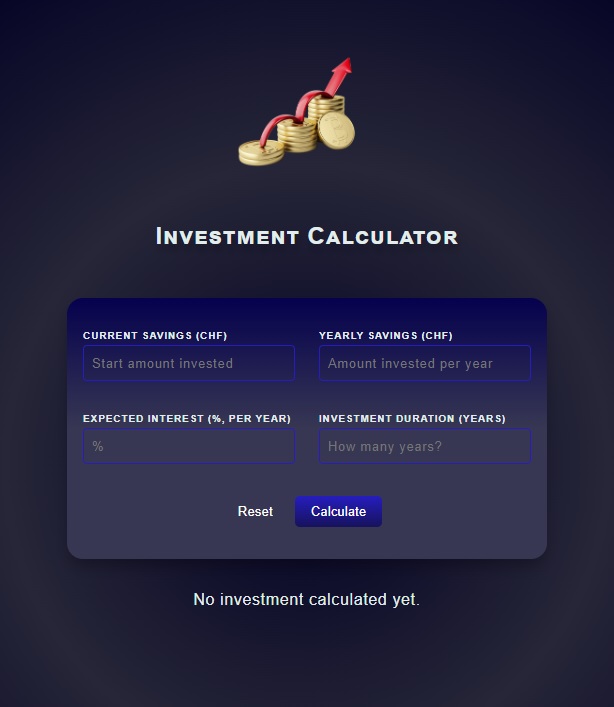 Investment Calculator
CURRENT SAVINGS (CHF)
YEARLY SAVINGS (CHF)
Start amount invested
Amount invested per year
EXPECTED INTEREST (%, PER YEAR)
INVESTMENT DURATION (YEARS)
%
How many years?
Reset
Calculate
No investment calculated yet.